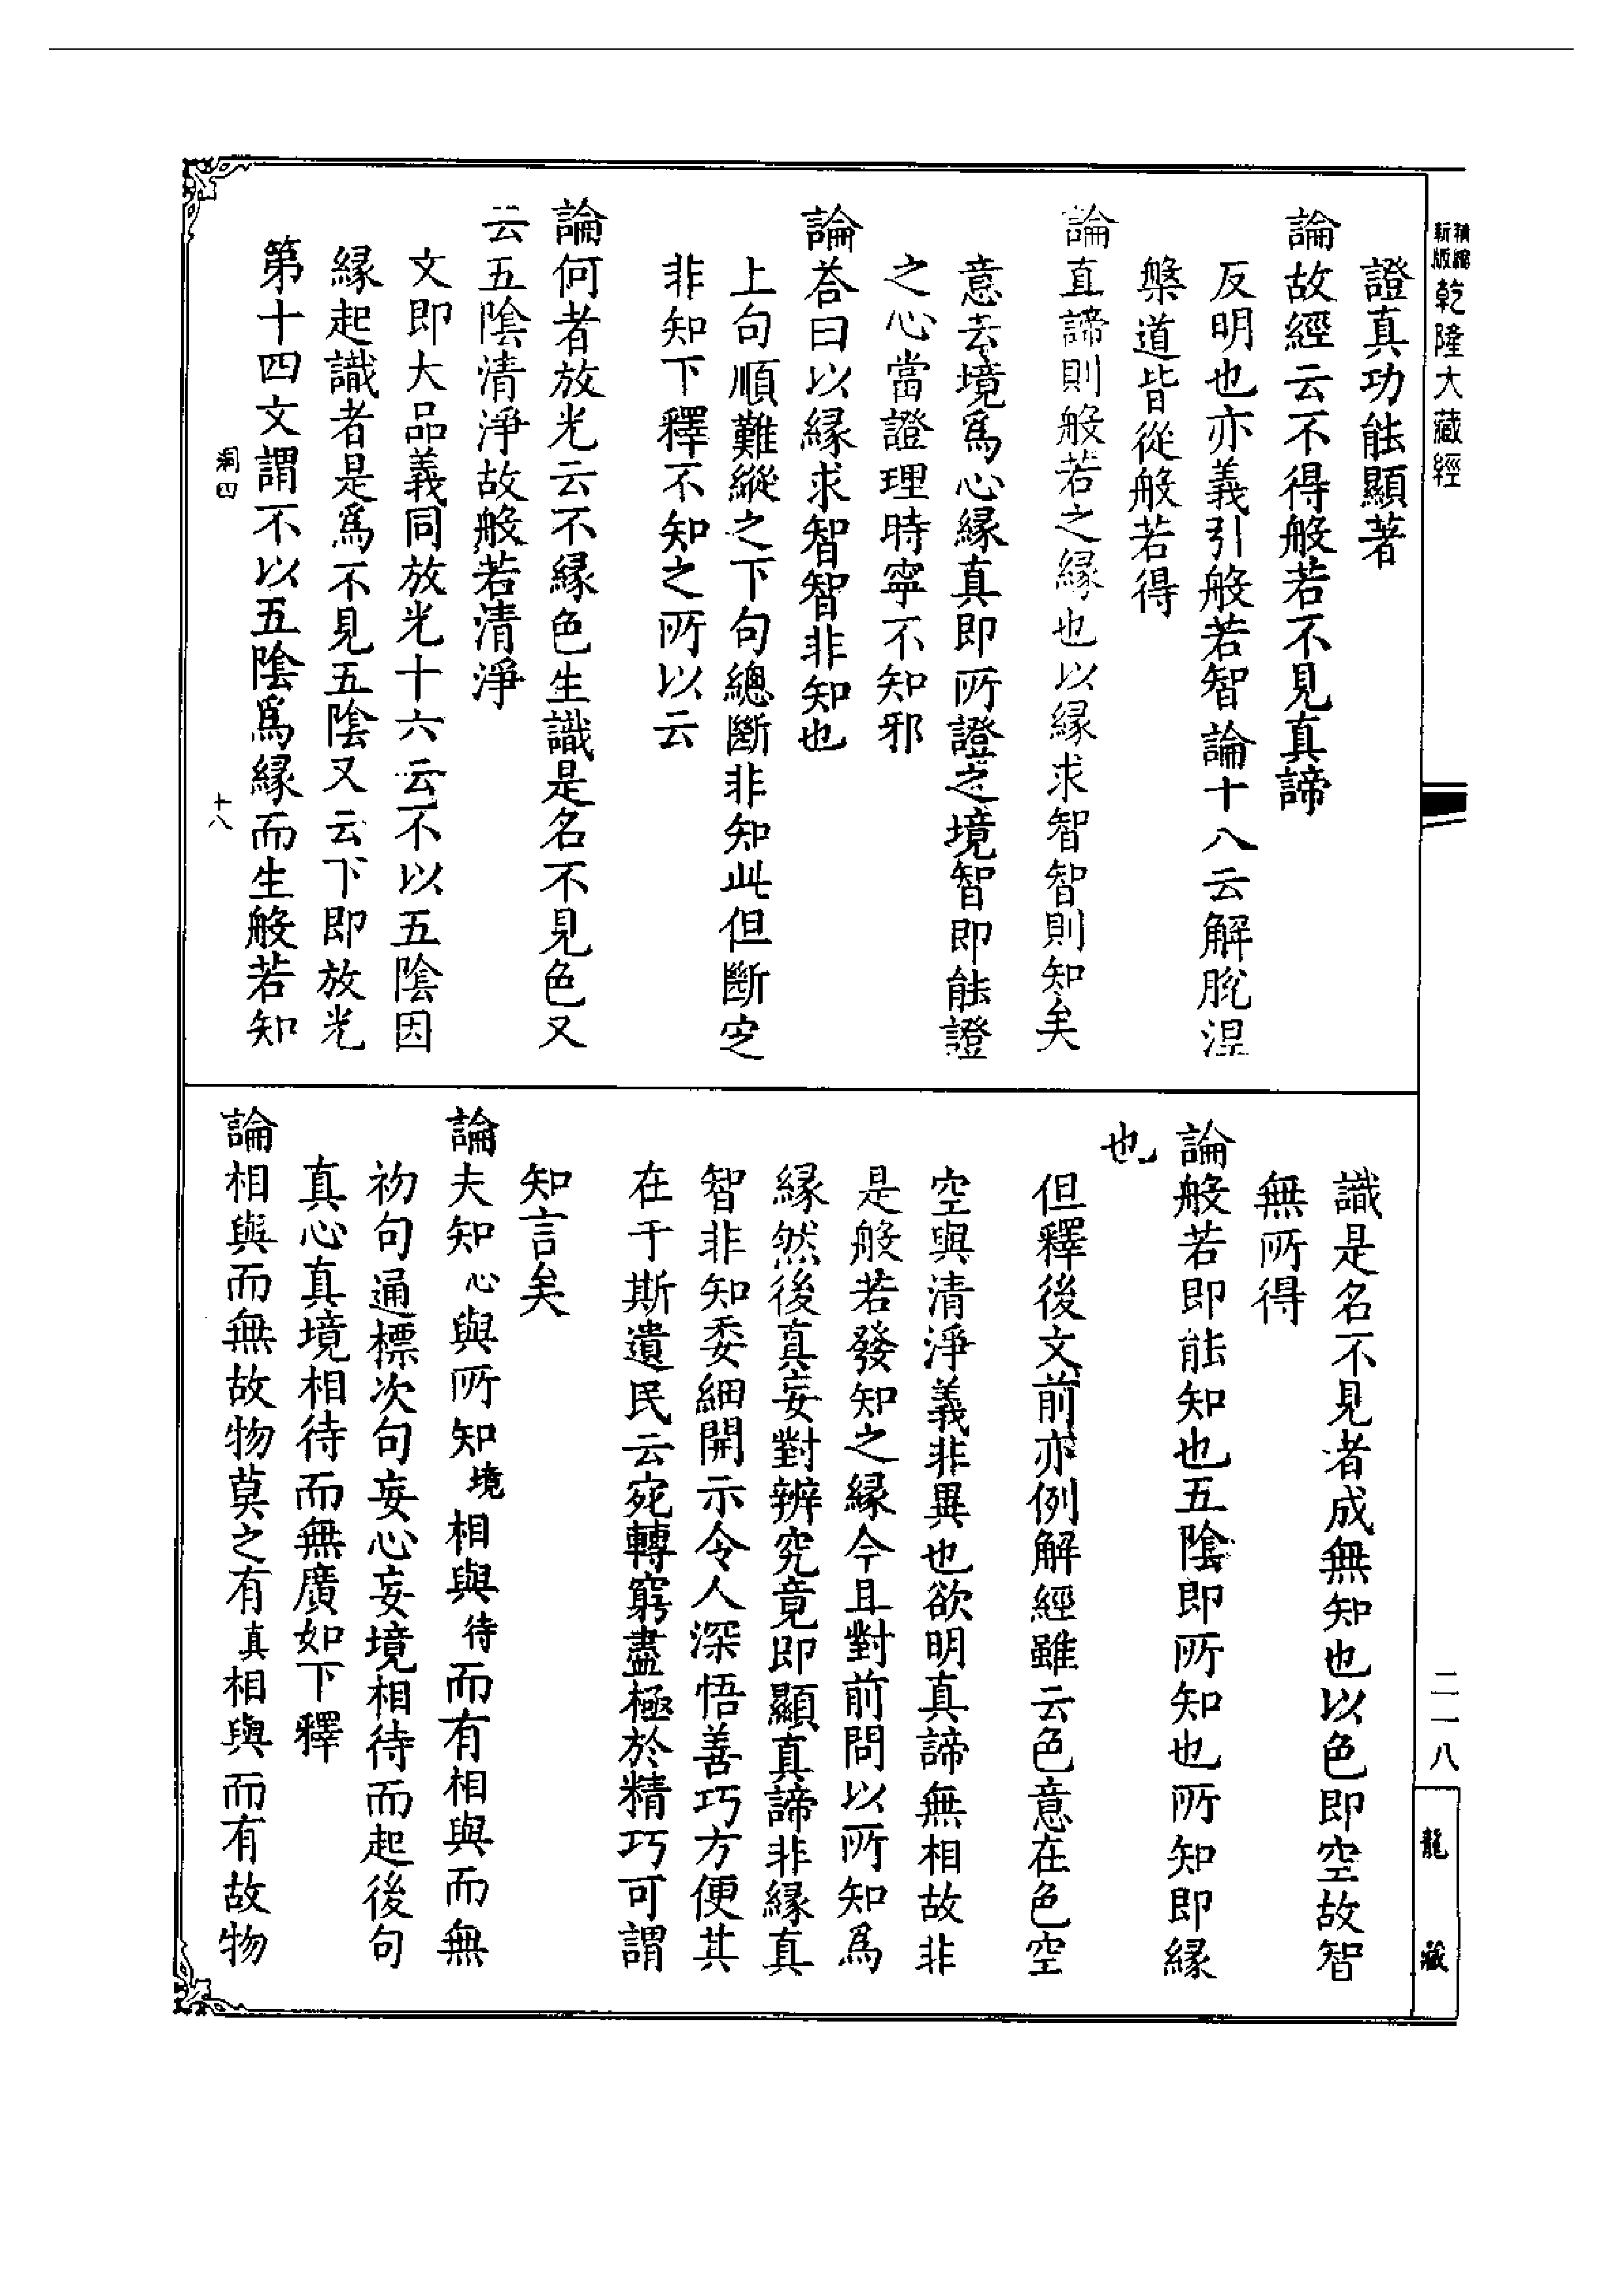 新版精縮乾隆大藏經
證真功能顯著
論故經云不得般若不見真諦
反明也亦義引般若智論十八云解脫涅
槃道皆從般若得
論真諦則般若之緣也以緣求智智則知矣
意云境為心緣真即所證之境智即能證
之心當證理時寧不知邪
論荅曰以緣求智智非知也
上句順難縱之下句總斷非知此但斷定
非知下釋不知之所以云
論何者放光云不緣色生識是名不見色又
云五陰清淨故般若清淨
文即大品義同放光十六云不以五陰因
緣起識者是為不見五陰又云下即放光
第十四文謂不以五陰為緣而生般若知
洞四 十八
識是名不見者成無知也以色即空故智
無所得
論般若即能知也五陰即所知也所知即緣
也
但釋後文前亦例解經雖云色意在色空
空與清淨義非異也欲明真諦無相故非
是般若發知之緣今且對前問以所知為
緣然後真妄對辨究竟即顯真諦非緣真
智非知委細開示令人深悟善巧方便其
在于斯遺民云宛轉窮盡極於精巧可謂
知言矣
論夫知心與所知境相與待而有相與而無
初句通標次句妄心妄境相待而起後句
真心真境相待而無廣如下釋
論相與而無故物莫之有真相與而有故物
二一八
龍藏